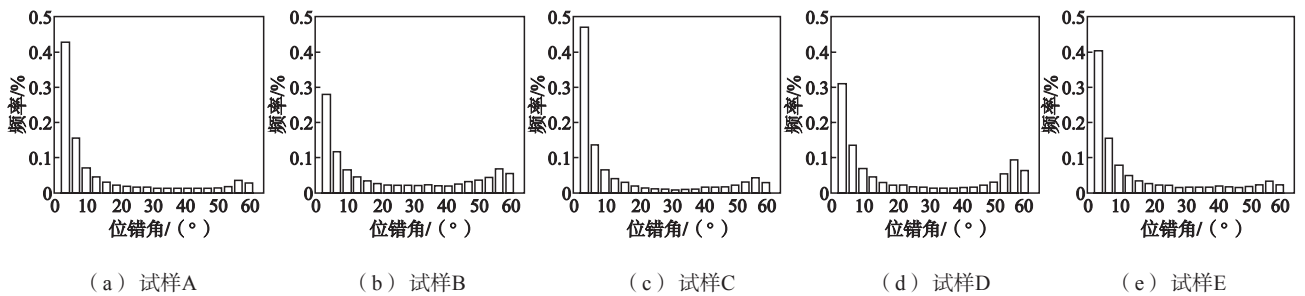 0.5 0.5 0.5 0.5 0.5
0.4 0.4 0.4 0.4 0.4
0.3 0.3 0.3 0.3 0.3
0.2 0.2 0.2 0.2 0.2
0.1 0.1 0.1 0.1 0.1
0 0 0 0 0
频率/% 频率/% 频率/% 频率/% 频率/%
0 10 20 30 40 50 60 0 10 20 30 40 50 60 0 10 20 30 40 50 60 0 10 20 30 40 50 60 0 10 20 30 40 50 60
位错角/（°） 位错角/（°） 位错角/（°） 位错角/（°） 位错角/（°）
（a）试样A （b）试样B （c）试样C （d）试样D （e）试样E